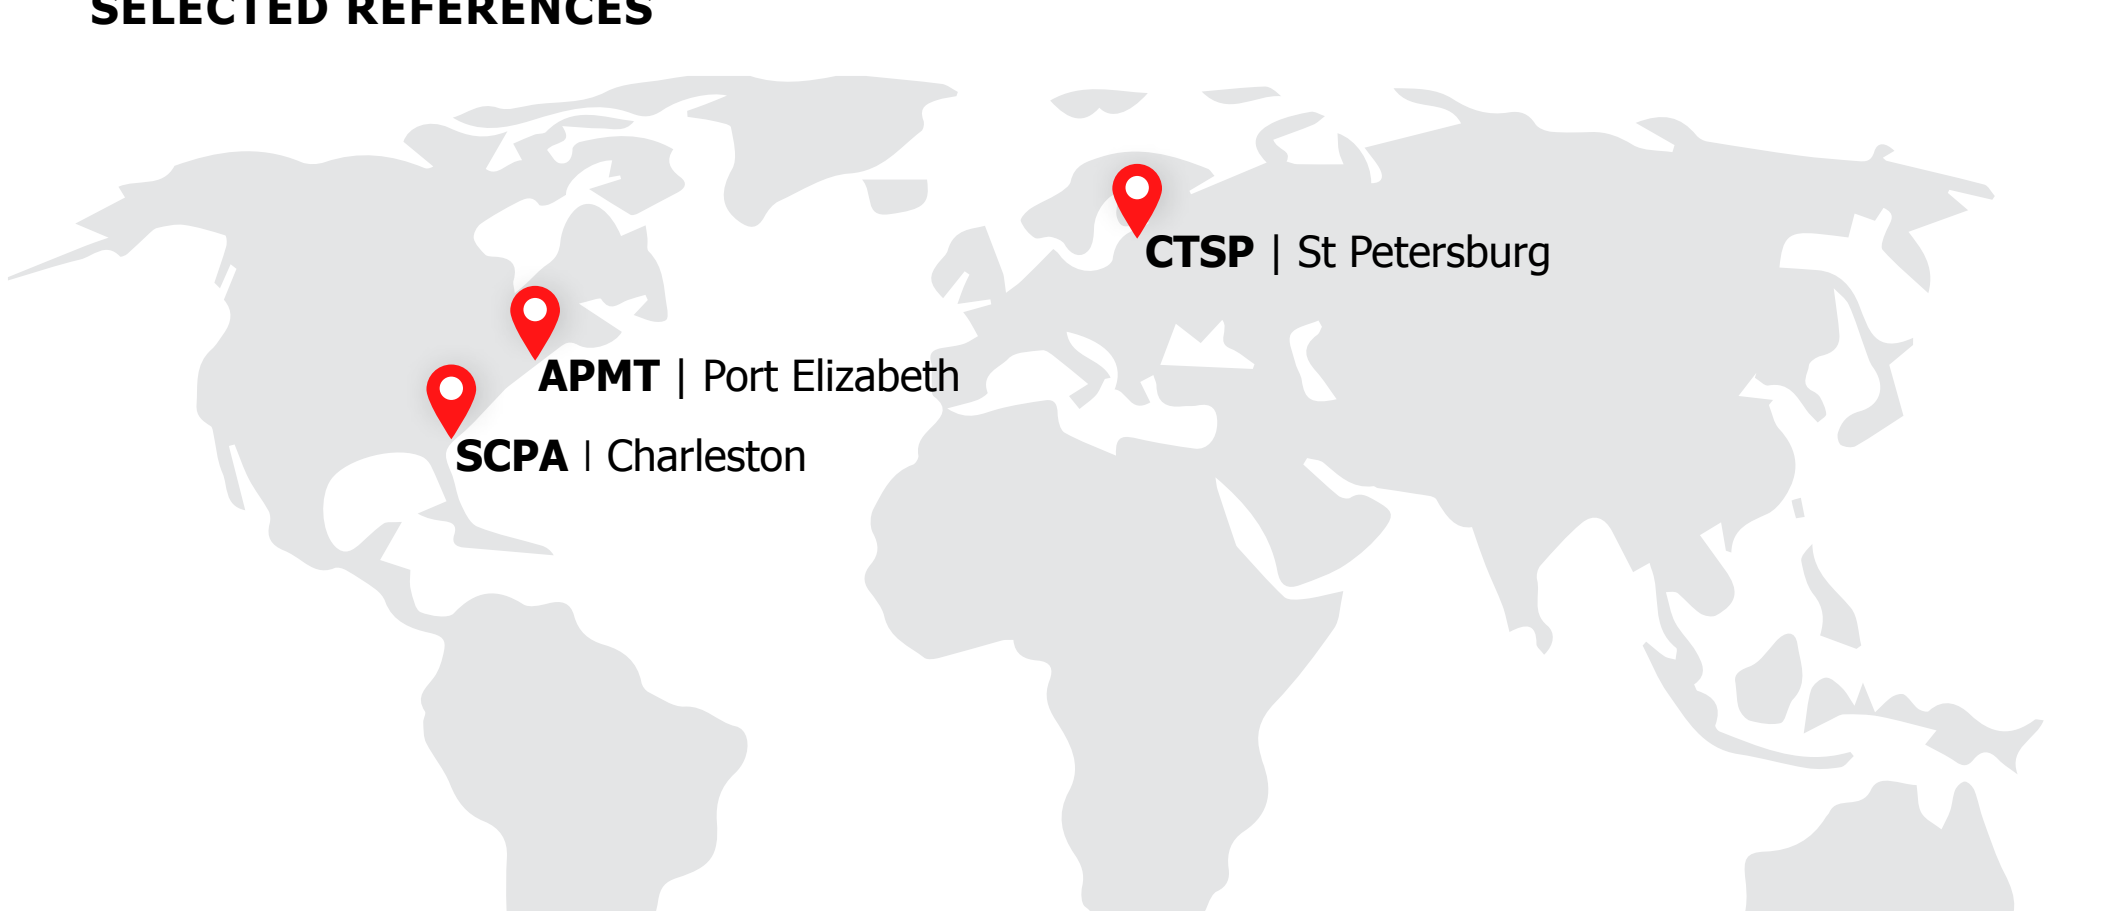 SELECTED REFERENCES
CTSP | St Petersburg
APMT | Port Elizabeth
SCPA | Charleston